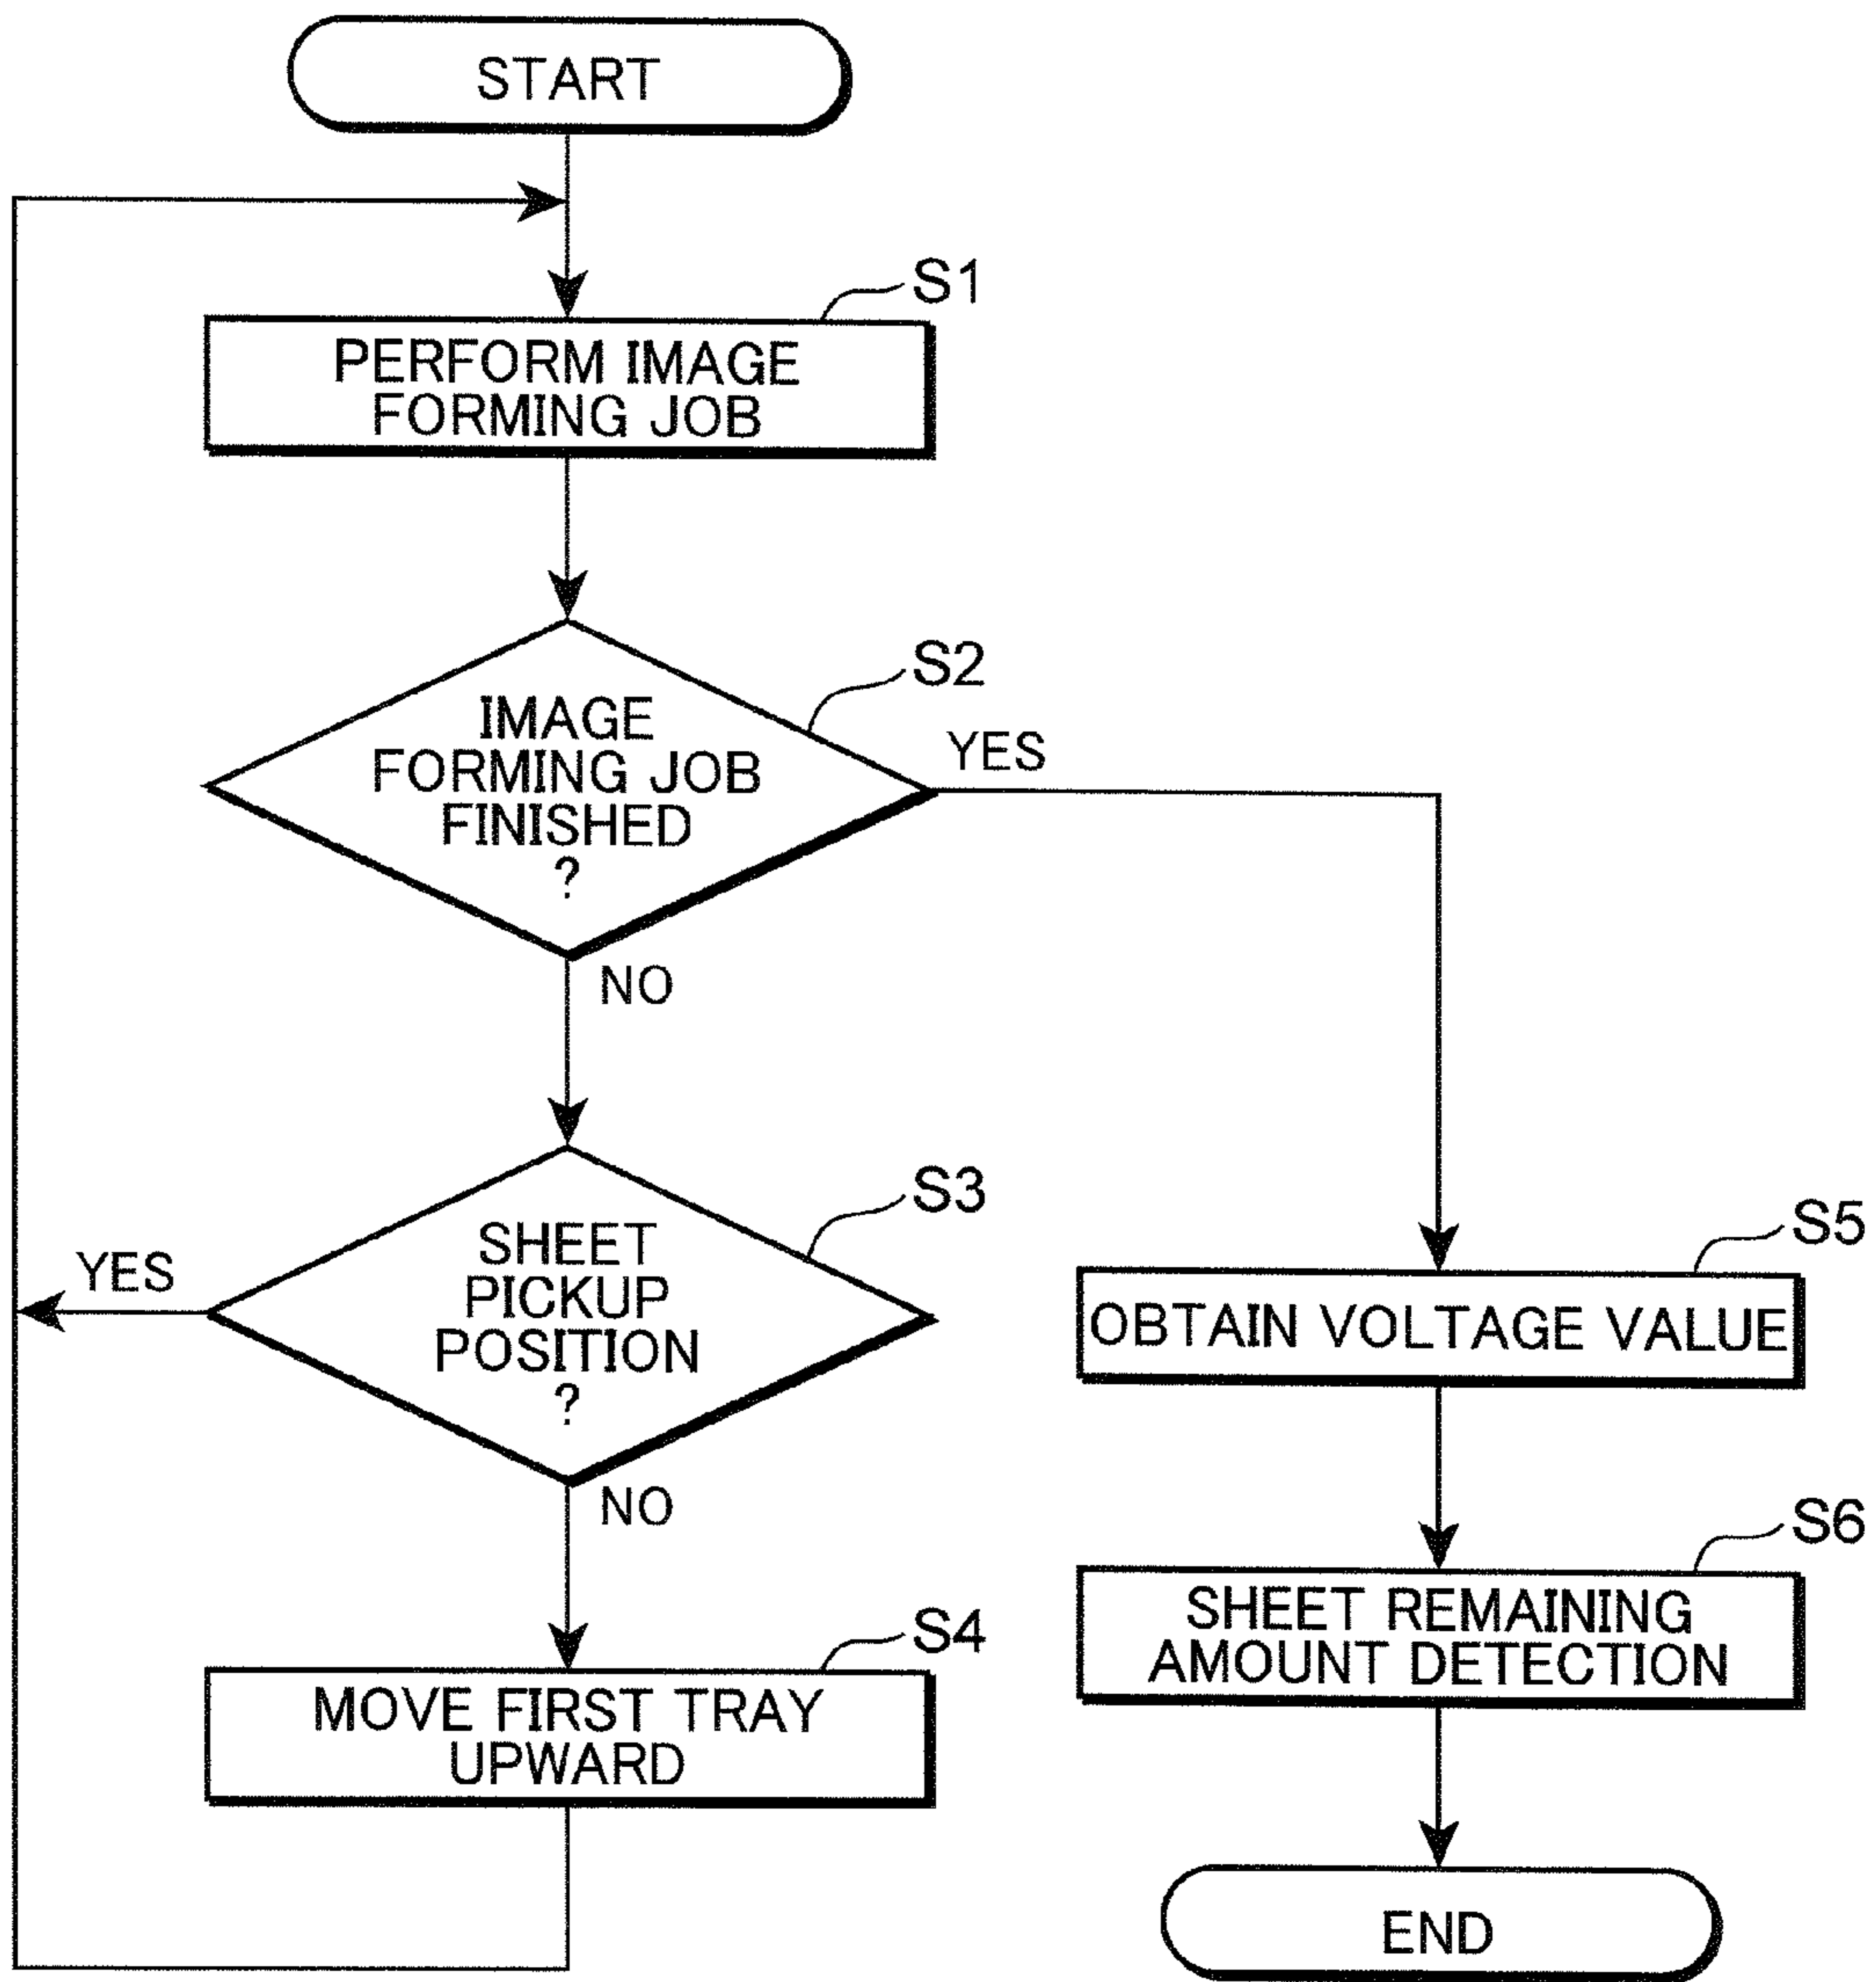 START
S1
PERFORM IMAGE
FORMING JOB
S2
IMAGE
FORMING JOB
FINISHED
?
YES
NO
S3
SHEET
PICKUP
POSITION
?
YES
NO
S4
MOVE FIRST TRAY
UPWARD
S5
OBTAIN VOLTAGE VALUE
S6
SHEET REMAINING
AMOUNT DETECTION
END